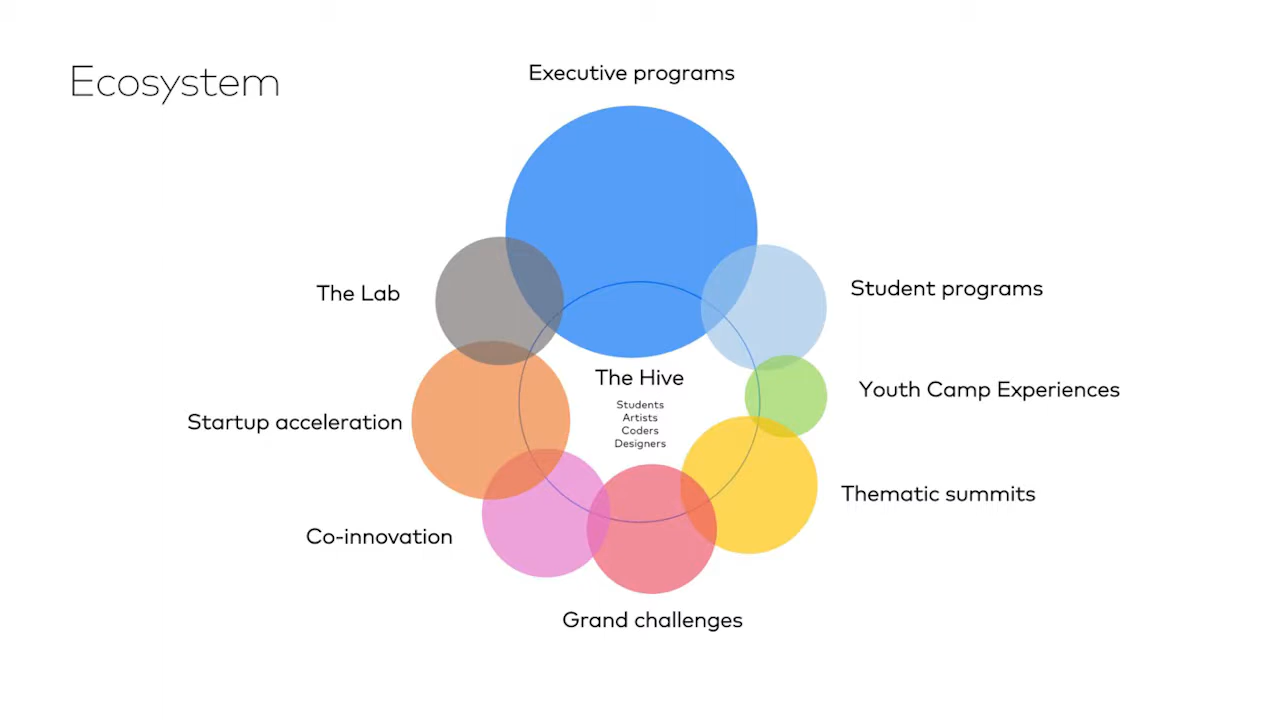 Ecosystem
Executive programs
The Lab
Student programs
The Hive
Students
Artists
Coders
Designers
Youth Camp Experiences
Startup acceleration
Thematic summits
Co-innovation
Grand challenges